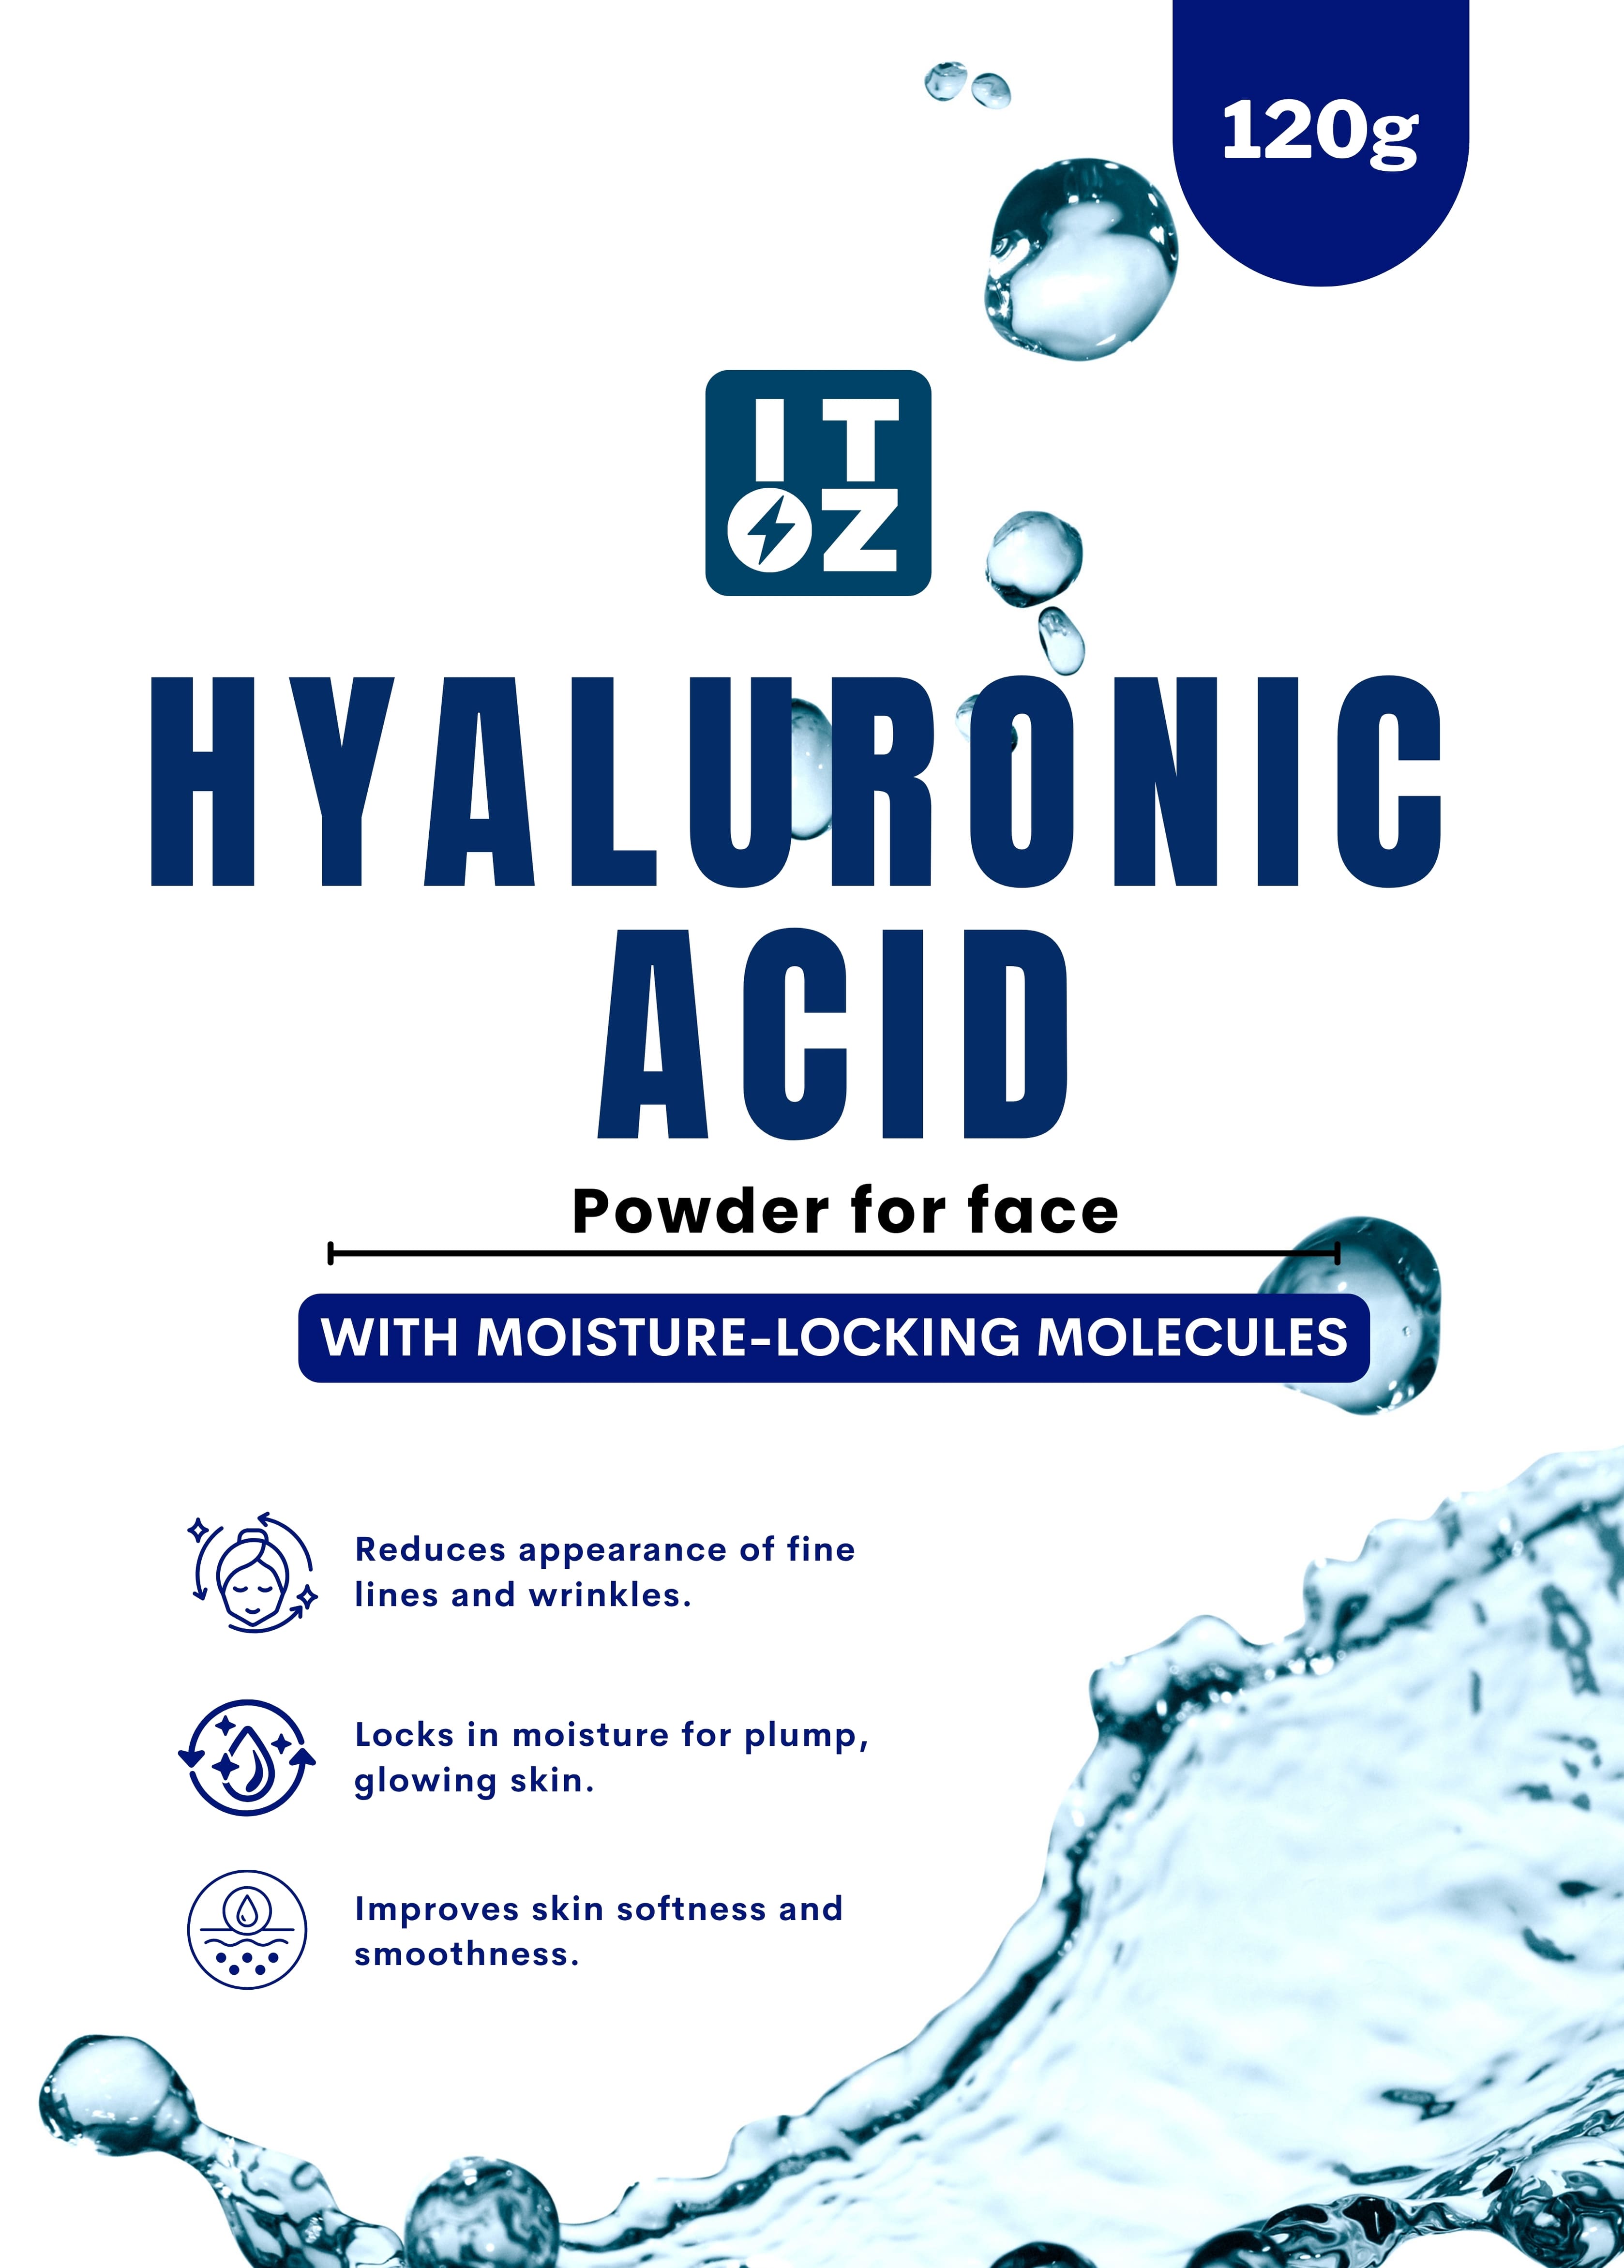 120g
IT
OZ
HYALURONIC
ACID
Powder for face
WITH MOISTURE-LOCKING MOLECULES
Reduces appearance of fine
lines and wrinkles.
Locks in moisture for plump,
glowing skin.
Improves skin softness and
smoothness.